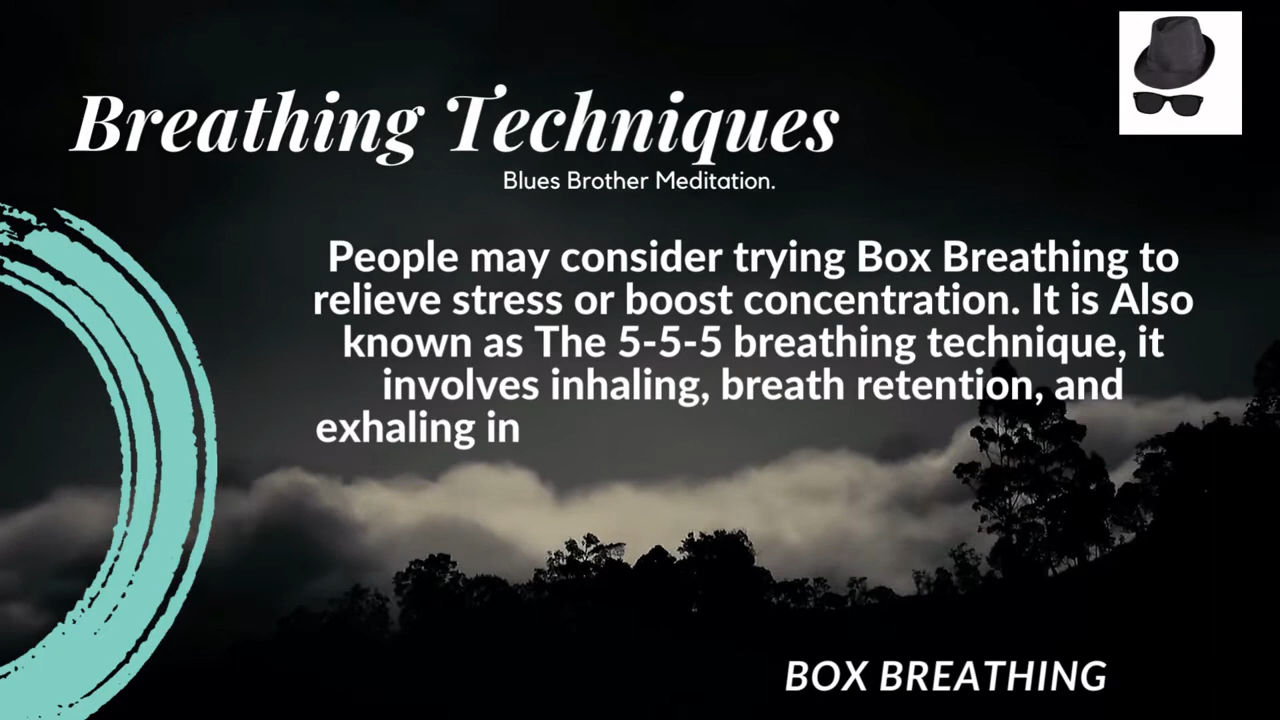 Breathing Techniques
Blues Brother Meditation.
People may consider trying Box Breathing to
relieve stress or boost concentration. It is Also
known as The 5-5-5 breathing technique, it
involves inhaling, breath retention, and
exhaling in
BOX BREATHING